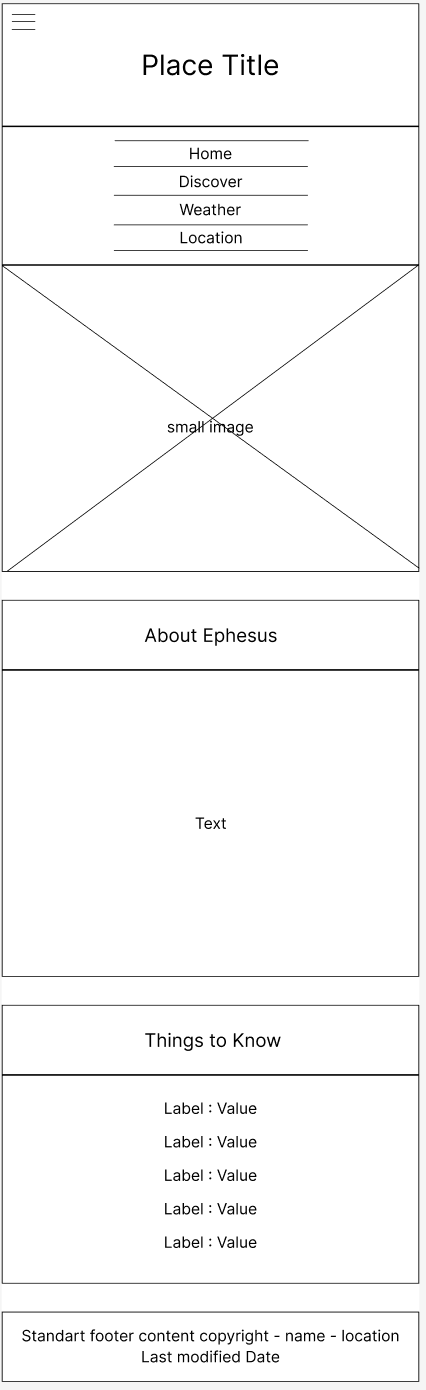 Place Title
Home
Discover
Weather
Location
small image
About Ephesus
Text
Things to Know
Label : Value
Label : Value
Label : Value
Label : Value
Label : Value
Standart footer content copyright - name - location
Last modified Date